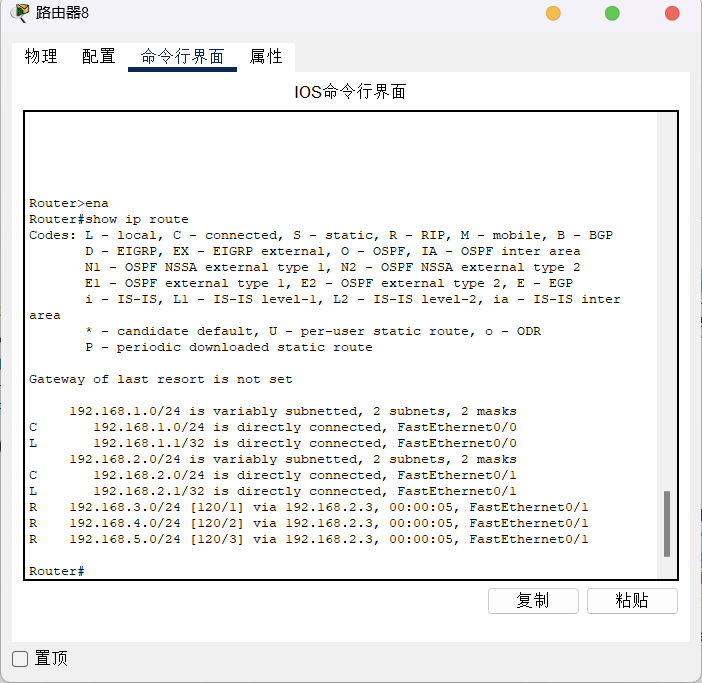 路由器8
物理 配置 命令行界面 属性
IOS命令行界面
Router>ena
Router#show ip route
Codes: L - local, C - connected, S - static, R - RIP, M - mobile, B - BGP
D - EIGRP, EX - EIGRP external, O - OSPF, IA - OSPF inter area
N1 - OSPF NSSA external type 1, N2 - OSPF NSSA external type 2
E1 - OSPF external type 1, E2 - OSPF external type 2, E - EGP
i - IS-IS, L1 - IS-IS level-1, L2 - IS-IS level-2, ia - IS-IS inter
area
* - candidate default, U - per-user static route, o - ODR
P - periodic downloaded static route
Gateway of last resort is not set
192.168.1.0/24 is variably subnetted, 2 subnets, 2 masks
C 192.168.1.0/24 is directly connected, FastEthernet0/0
L 192.168.1.1/32 is directly connected, FastEthernet0/0
192.168.2.0/24 is variably subnetted, 2 subnets, 2 masks
C 192.168.2.0/24 is directly connected, FastEthernet0/1
L 192.168.2.1/32 is directly connected, FastEthernet0/1
R 192.168.3.0/24 [120/1] via 192.168.2.3, 00:00:05, FastEthernet0/1
R 192.168.4.0/24 [120/2] via 192.168.2.3, 00:00:05, FastEthernet0/1
R 192.168.5.0/24 [120/3] via 192.168.2.3, 00:00:05, FastEthernet0/1
Router#
复制 粘贴
置顶